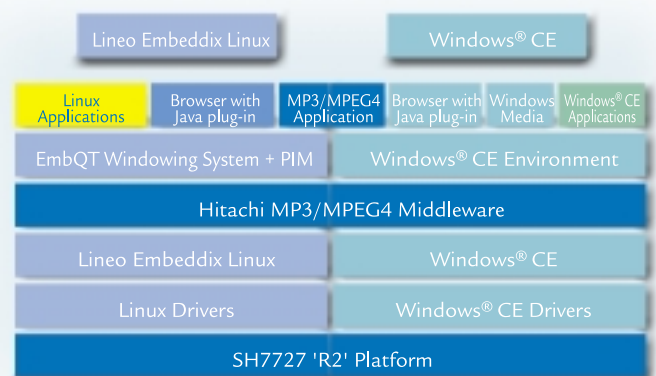 Lineo Embeddix Linux
Windows® CE
Linux
Applications
Browser with
Java plug-in
MP3/MPEG4
Application
Browser with
Java plug-in
Windows
Media
Windows® CE
Applications
EmbQT Windowing System + PIM
Windows® CE Environment
Hitachi MP3/MPEG4 Middleware
Lineo Embeddix Linux
Windows® CE
Linux Drivers
Windows® CE Drivers
SH7727 'R2' Platform